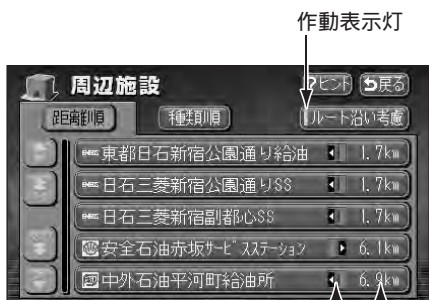 作動表示灯
周辺施設
?ヒント
戻る
距離順
種類順
ルート沿い考慮
東都日石新宿公園通り給油 1.7km
日石三菱新宿公園通りSS 1.7km
日石三菱新宿副都心SS 1.7km
安全石油赤坂サービスステーション 6.1km
中外石油平河町給油所 6.9km